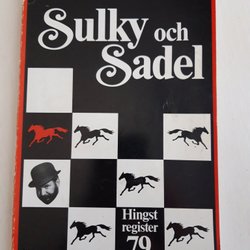 Sulky och
Sadel
Hingst
register
79